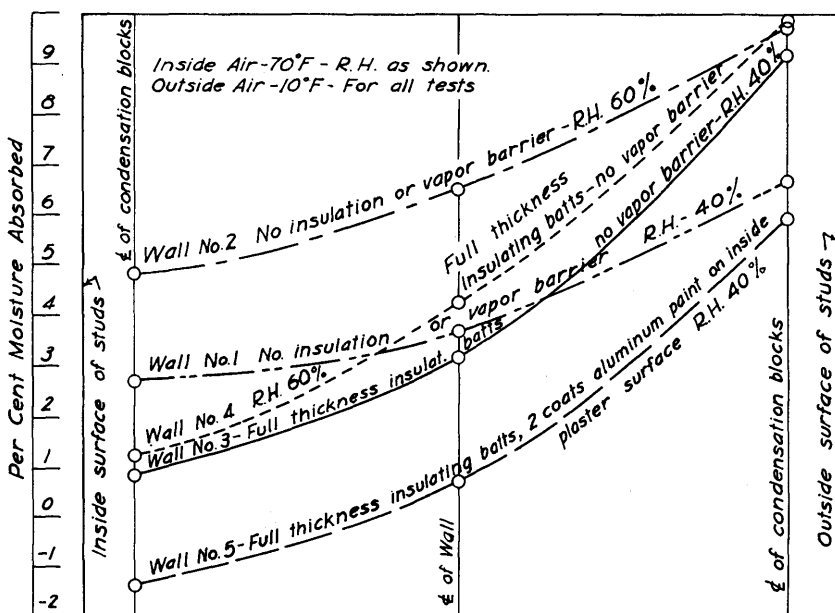 Per Cent Moisture Absorbed
9
8
7
6
5
4
3
2
1
0
-1
-2
Inside surface of studs
℄ of condensation blocks
Inside Air-70°F - R.H. as shown.
Outside Air-10°F - For all tests
Wall No.2 No insulation or vapor barrier-R.H. 60%
Full thickness
insulating batts-no vapor barrier
Wall No.4 R.H. 60%
Wall No.1 No. insulation or vapor barrier R.H.- 40%
Wall No.3-Full thickness insulat. batts no vapor barrier-R.H. 40%
Wall No.5-Full thickness insulating batts, 2 coats aluminum paint on inside
plaster surface R.H. 40%
℄ of Wall
℄ of condensation blocks
Outside surface of studs